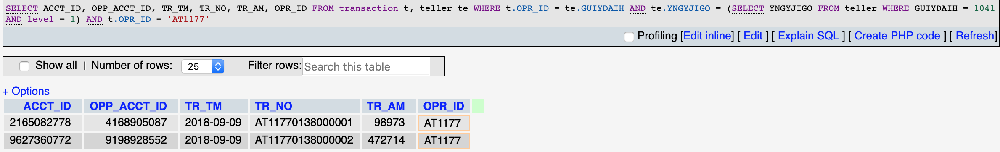 SELECT ACCT_ID, OPP_ACCT_ID, TR_TM, TR_NO, TR_AM, OPR_ID FROM transaction t, teller te WHERE t.OPR_ID = te.GUIYDAIH AND te.YNGYJIGO = (SELECT YNGYJIGO FROM teller WHERE GUIYDAIH = 1041
AND level = 1) AND t.OPR_ID = 'AT1177'
Profiling [Edit inline] [ Edit ] [ Explain SQL ] [ Create PHP code ] [ Refresh]
Show all | Number of rows: 25 Filter rows: Search this table
+ Options
ACCT_ID OPP_ACCT_ID TR_TM TR_NO TR_AM OPR_ID
2165082778 4168905087 2018-09-09 AT11770138000001 98973 AT1177
9627360772 9198928552 2018-09-09 AT11770138000002 472714 AT1177